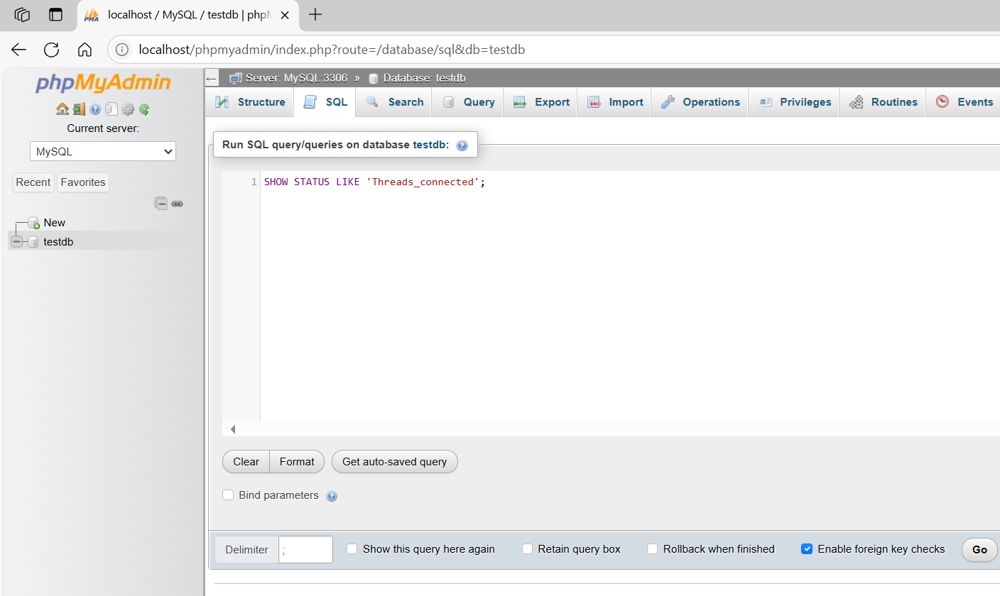 localhost / MySQL / testdb | phpM
localhost/phpmyadmin/index.php?route=/database/sql&db=testdb
phpMyAdmin
Current server:
MySQL
Recent Favorites
New
testdb
Server: MySQL:3306 » Database: testdb
Structure SQL Search Query Export Import Operations Privileges Routines Events
Run SQL query/queries on database testdb:
1 SHOW STATUS LIKE 'Threads_connected';
Clear Format Get auto-saved query
Bind parameters
Delimiter ; Show this query here again Retain query box Rollback when finished Enable foreign key checks Go